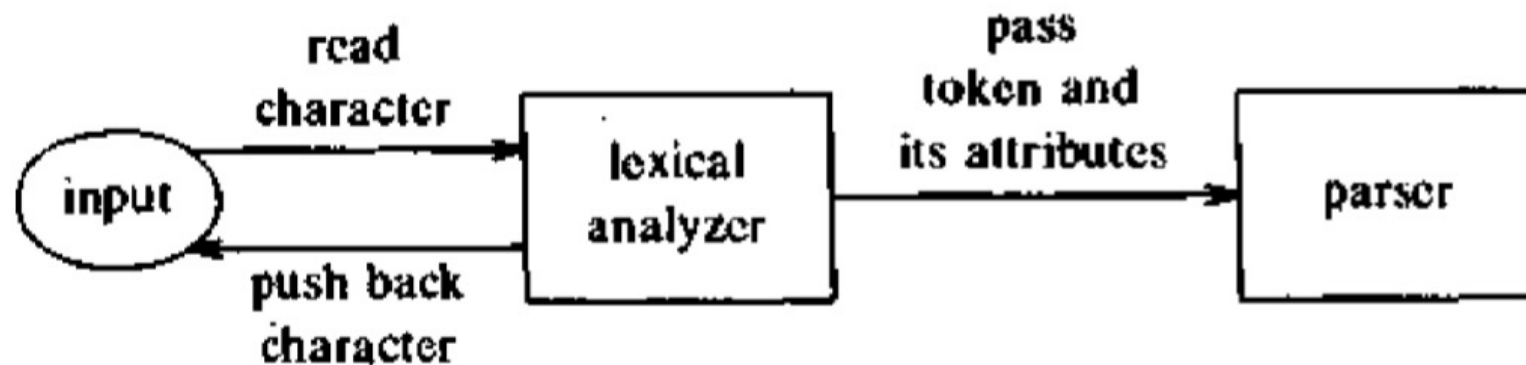 read
character
input
push back
character
lexical
analyzer
pass
token and
its attributes
parser